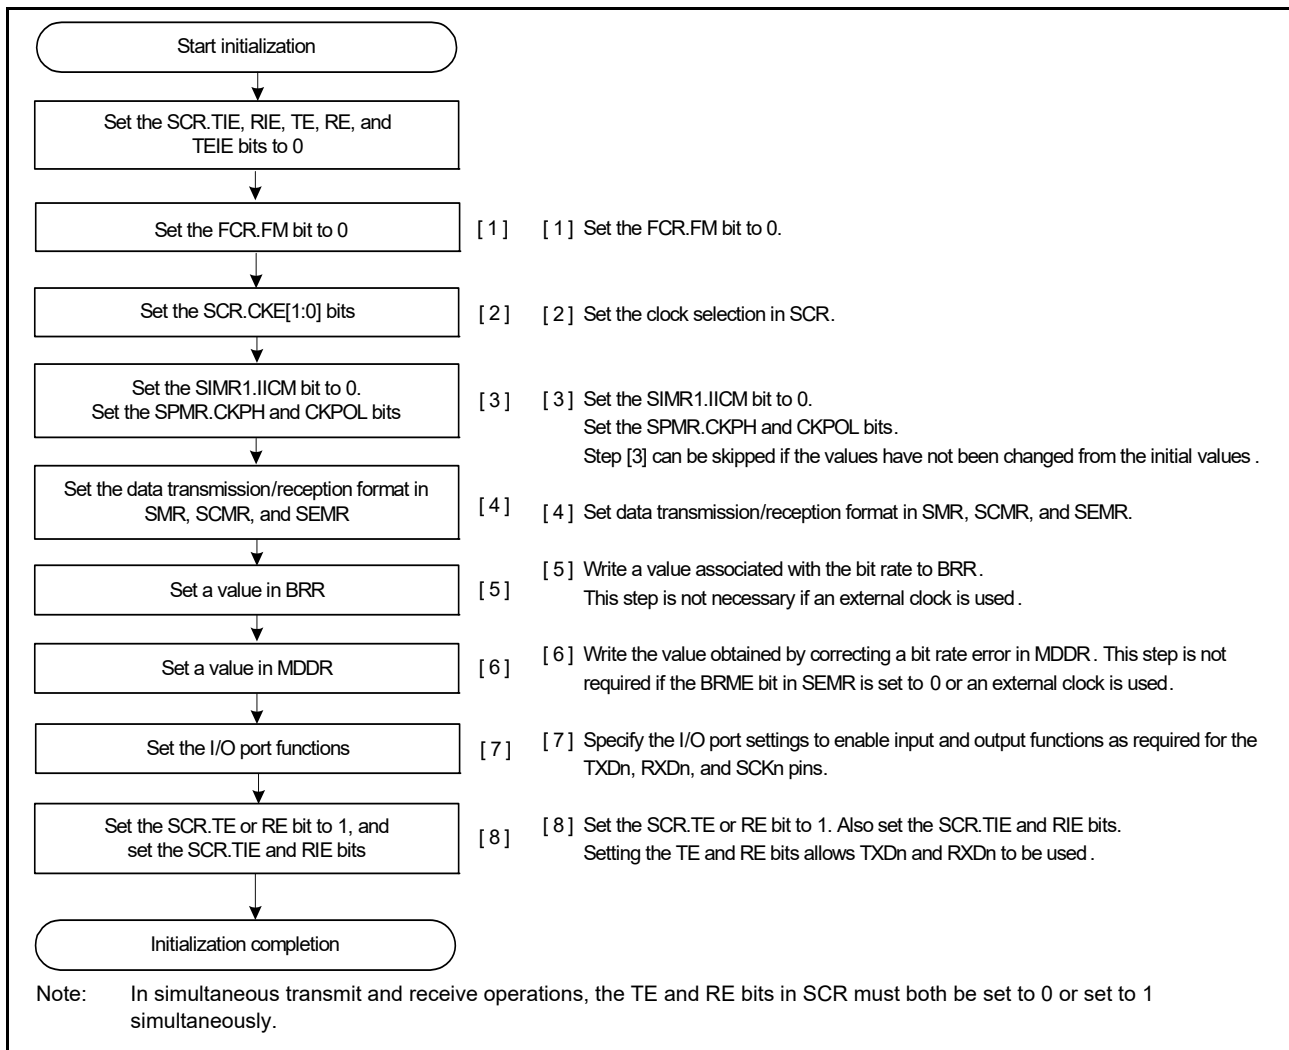 Start initialization
Set the SCR.TIE, RIE, TE, RE, and
TEIE bits to 0
Set the FCR.FM bit to 0
[ 1 ]
[ 1 ] Set the FCR.FM bit to 0.
Set the SCR.CKE[1:0] bits
[ 2 ]
[ 2 ] Set the clock selection in SCR.
Set the SIMR1.IICM bit to 0.
Set the SPMR.CKPH and CKPOL bits
[ 3 ]
[ 3 ] Set the SIMR1.IICM bit to 0.
Set the SPMR.CKPH and CKPOL bits.
Step [3] can be skipped if the values have not been changed from the initial values .
Set the data transmission/reception format in
SMR, SCMR, and SEMR
[ 4 ]
[ 4 ] Set data transmission/reception format in SMR, SCMR, and SEMR.
Set a value in BRR
[ 5 ]
[ 5 ] Write a value associated with the bit rate to BRR.
This step is not necessary if an external clock is used .
Set a value in MDDR
[ 6 ]
[ 6 ] Write the value obtained by correcting a bit rate error in MDDR . This step is not
required if the BRME bit in SEMR is set to 0 or an external clock is used.
Set the I/O port functions
[ 7 ]
[ 7 ] Specify the I/O port settings to enable input and output functions as required for the
TXDn, RXDn, and SCKn pins.
Set the SCR.TE or RE bit to 1, and
set the SCR.TIE and RIE bits
[ 8 ]
[ 8 ] Set the SCR.TE or RE bit to 1. Also set the SCR.TIE and RIE bits.
Setting the TE and RE bits allows TXDn and RXDn to be used .
Initialization completion
Note: In simultaneous transmit and receive operations, the TE and RE bits in SCR must both be set to 0 or set to 1
simultaneously.